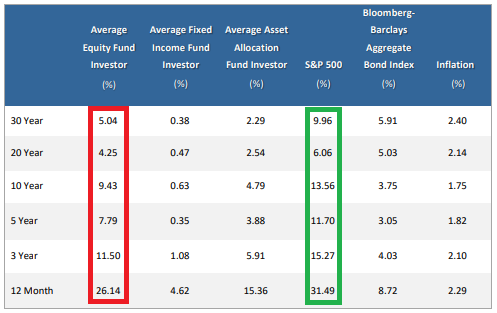 Average Equity Fund Investor (%) Average Fixed Income Fund Investor (%) Average Asset Allocation Fund Investor (%) S&P 500 (%) Bloomberg-Barclays Aggregate Bond Index (%) Inflation (%)
30 Year 5.04 0.38 2.29 9.96 5.91 2.40
20 Year 4.25 0.47 2.54 6.06 5.03 2.14
10 Year 9.43 0.63 4.79 13.56 3.75 1.75
5 Year 7.79 0.35 3.88 11.70 3.05 1.82
3 Year 11.50 1.08 5.91 15.27 4.03 2.10
12 Month 26.14 4.62 15.36 31.49 8.72 2.29